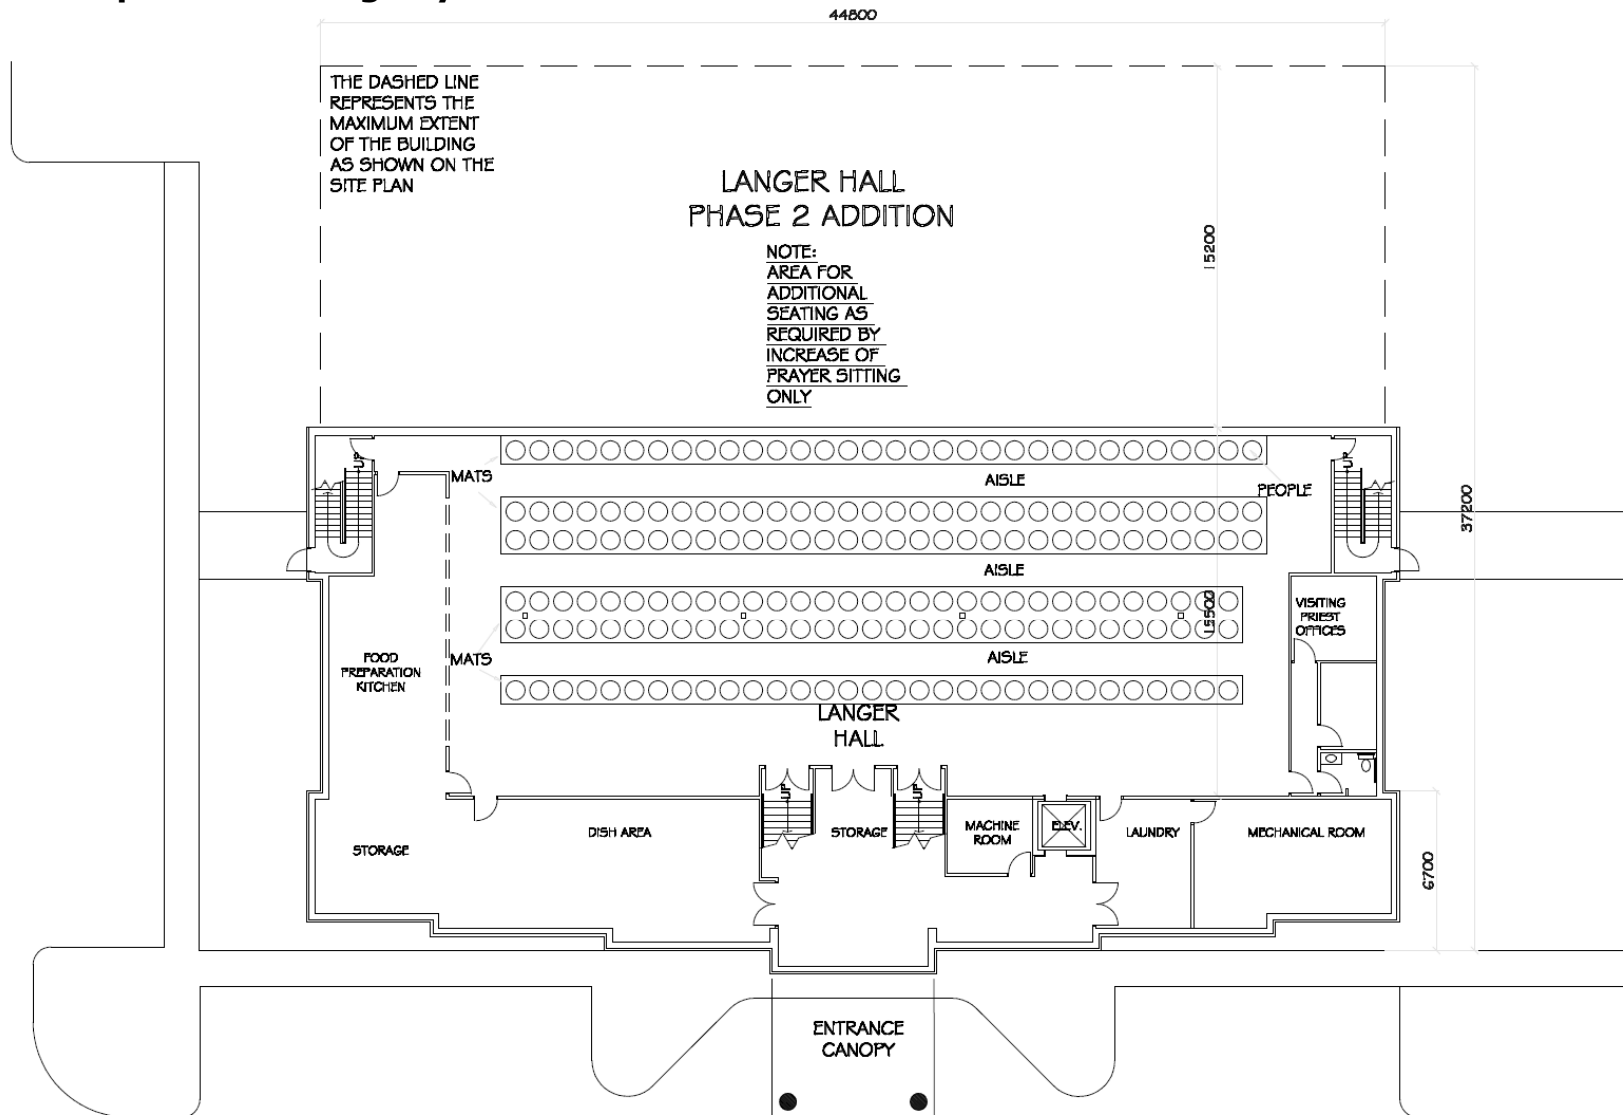 44800
THE DASHED LINE
REPRESENTS THE
MAXIMUM EXTENT
OF THE BUILDING
AS SHOWN ON THE
SITE PLAN
LANGER HALL
PHASE 2 ADDITION
NOTE:
AREA FOR
ADDITIONAL
SEATING AS
REQUIRED BY
INCREASE OF
PRAYER SITTING
ONLY
15200
37200
UP
UP
MATS
AISLE
PEOPLE
AISLE
15500
VISITING
PRIEST
OFFICES
FOOD
PREPARATION
KITCHEN
MATS
AISLE
LANGER
HALL
UP
UP
STORAGE
DISH AREA
STORAGE
MACHINE
ROOM
ELEV.
LAUNDRY
MECHANICAL ROOM
6700
ENTRANCE
CANOPY